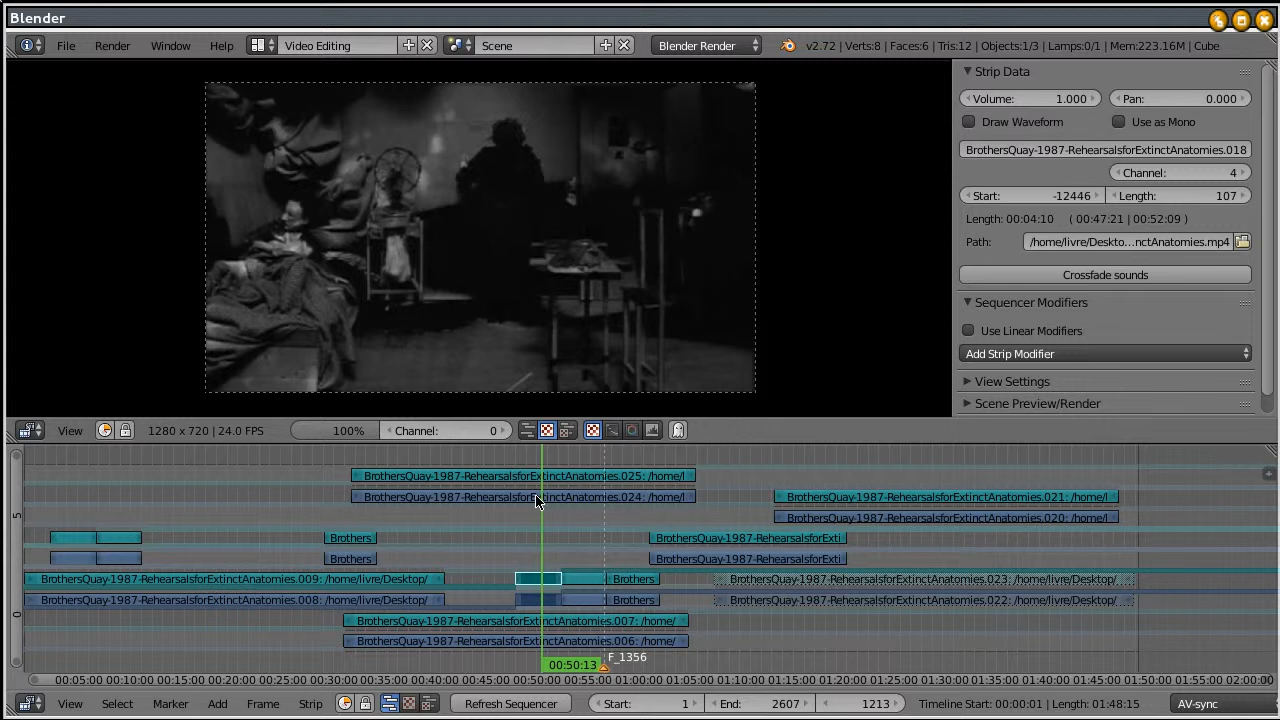 Blender
File Render Window Help Video Editing Scene Blender Render v2.72 | Verts:8 | Faces:6 | Tris:12 | Objects:1/3 | Lamps:0/1 | Mem:223.16M | Cube
Strip Data
Volume: 1.000 Pan: 0.000
Draw Waveform Use as Mono
BrothersQuay-1987-RehearsalsforExtinctAnatomies.018
Channel: 4
Start: -12446 Length: 107
Length: 00:04:10 ( 00:47:21 | 00:52:09 )
Path: /home/livre/Deskto...nctAnatomies.mp4
Crossfade sounds
Sequencer Modifiers
Use Linear Modifiers
Add Strip Modifier
View Settings
Scene Preview/Render
View 1280 x 720 | 24.0 FPS 100% Channel: 0
BrothersQuay-1987-RehearsalsforExtinctAnatomies.025: /home/l
BrothersQuay-1987-RehearsalsforExtinctAnatomies.024: /home/l BrothersQuay-1987-RehearsalsforExtinctAnatomies.021: /home/l
5 BrothersQuay-1987-RehearsalsforExtinctAnatomies.020: /home/l
Brothers BrothersQuay-1987-RehearsalsforExti
Brothers BrothersQuay-1987-RehearsalsforExti
BrothersQuay-1987-RehearsalsforExtinctAnatomies.009: /home/livre/Desktop/ Brothers BrothersQuay-1987-RehearsalsforExtinctAnatomies.023: /home/livre/Desktop/
BrothersQuay-1987-RehearsalsforExtinctAnatomies.008: /home/livre/Desktop/ Brothers BrothersQuay-1987-RehearsalsforExtinctAnatomies.022: /home/livre/Desktop/
0 BrothersQuay-1987-RehearsalsforExtinctAnatomies.007: /home/
BrothersQuay-1987-RehearsalsforExtinctAnatomies.006: /home/
00:50:13 F_1356
00:05:00 00:10:00 00:15:00 00:20:00 00:25:00 00:30:00 00:35:00 00:40:00 00:45:00 00:50:00 00:55:00 01:00:00 01:05:00 01:10:00 01:15:00 01:20:00 01:25:00 01:30:00 01:35:00 01:40:00 01:45:00 01:50:00 01:55:00 02:00:00
View Select Marker Add Frame Strip Refresh Sequencer Start: 1 End: 2607 1213 Timeline Start: 00:00:01 | Length: 01:48:15 AV-sync